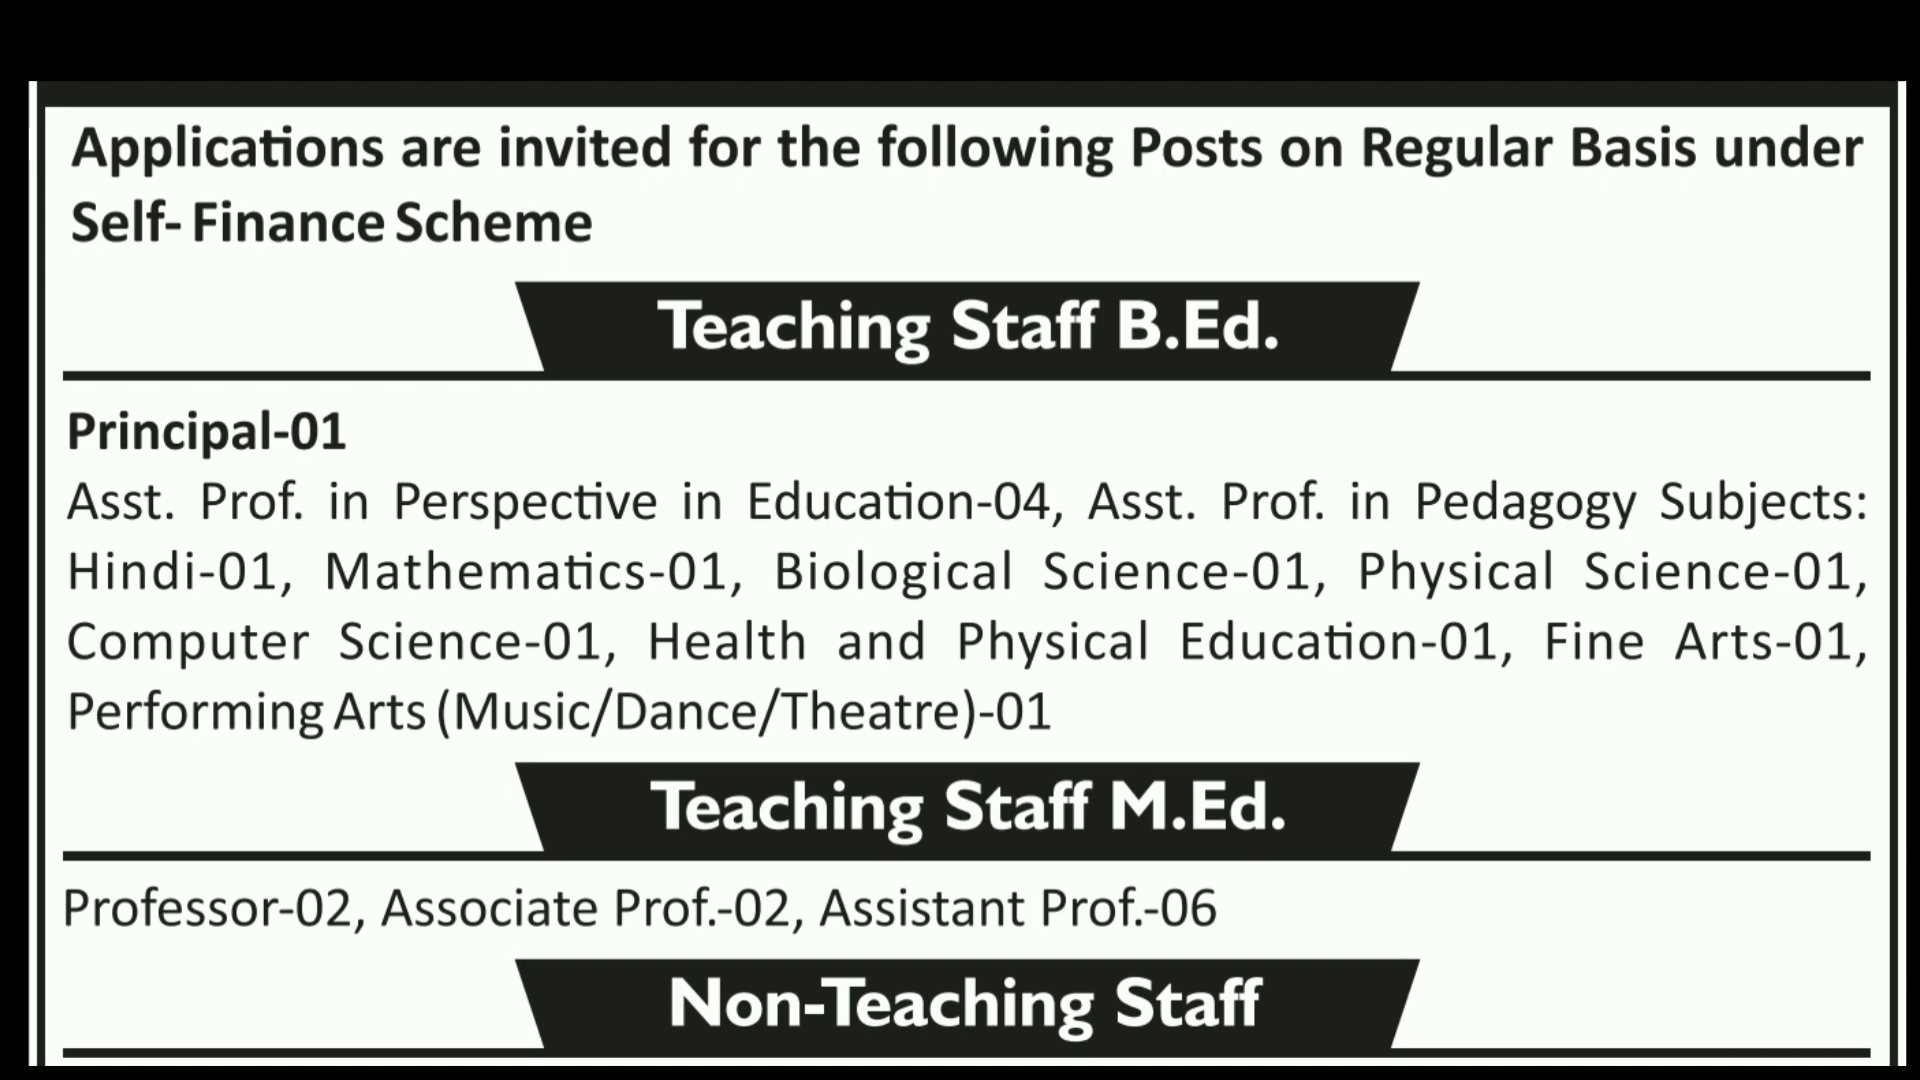 Applications are invited for the following Posts on Regular Basis under
Self- Finance Scheme
Teaching Staff B.Ed.
Principal-01
Asst. Prof. in Perspective in Education-04, Asst. Prof. in Pedagogy Subjects:
Hindi-01, Mathematics-01, Biological Science-01, Physical Science-01,
Computer Science-01, Health and Physical Education-01, Fine Arts-01,
Performing Arts (Music/Dance/Theatre)-01
Teaching Staff M.Ed.
Professor-02, Associate Prof.-02, Assistant Prof.-06
Non-Teaching Staff